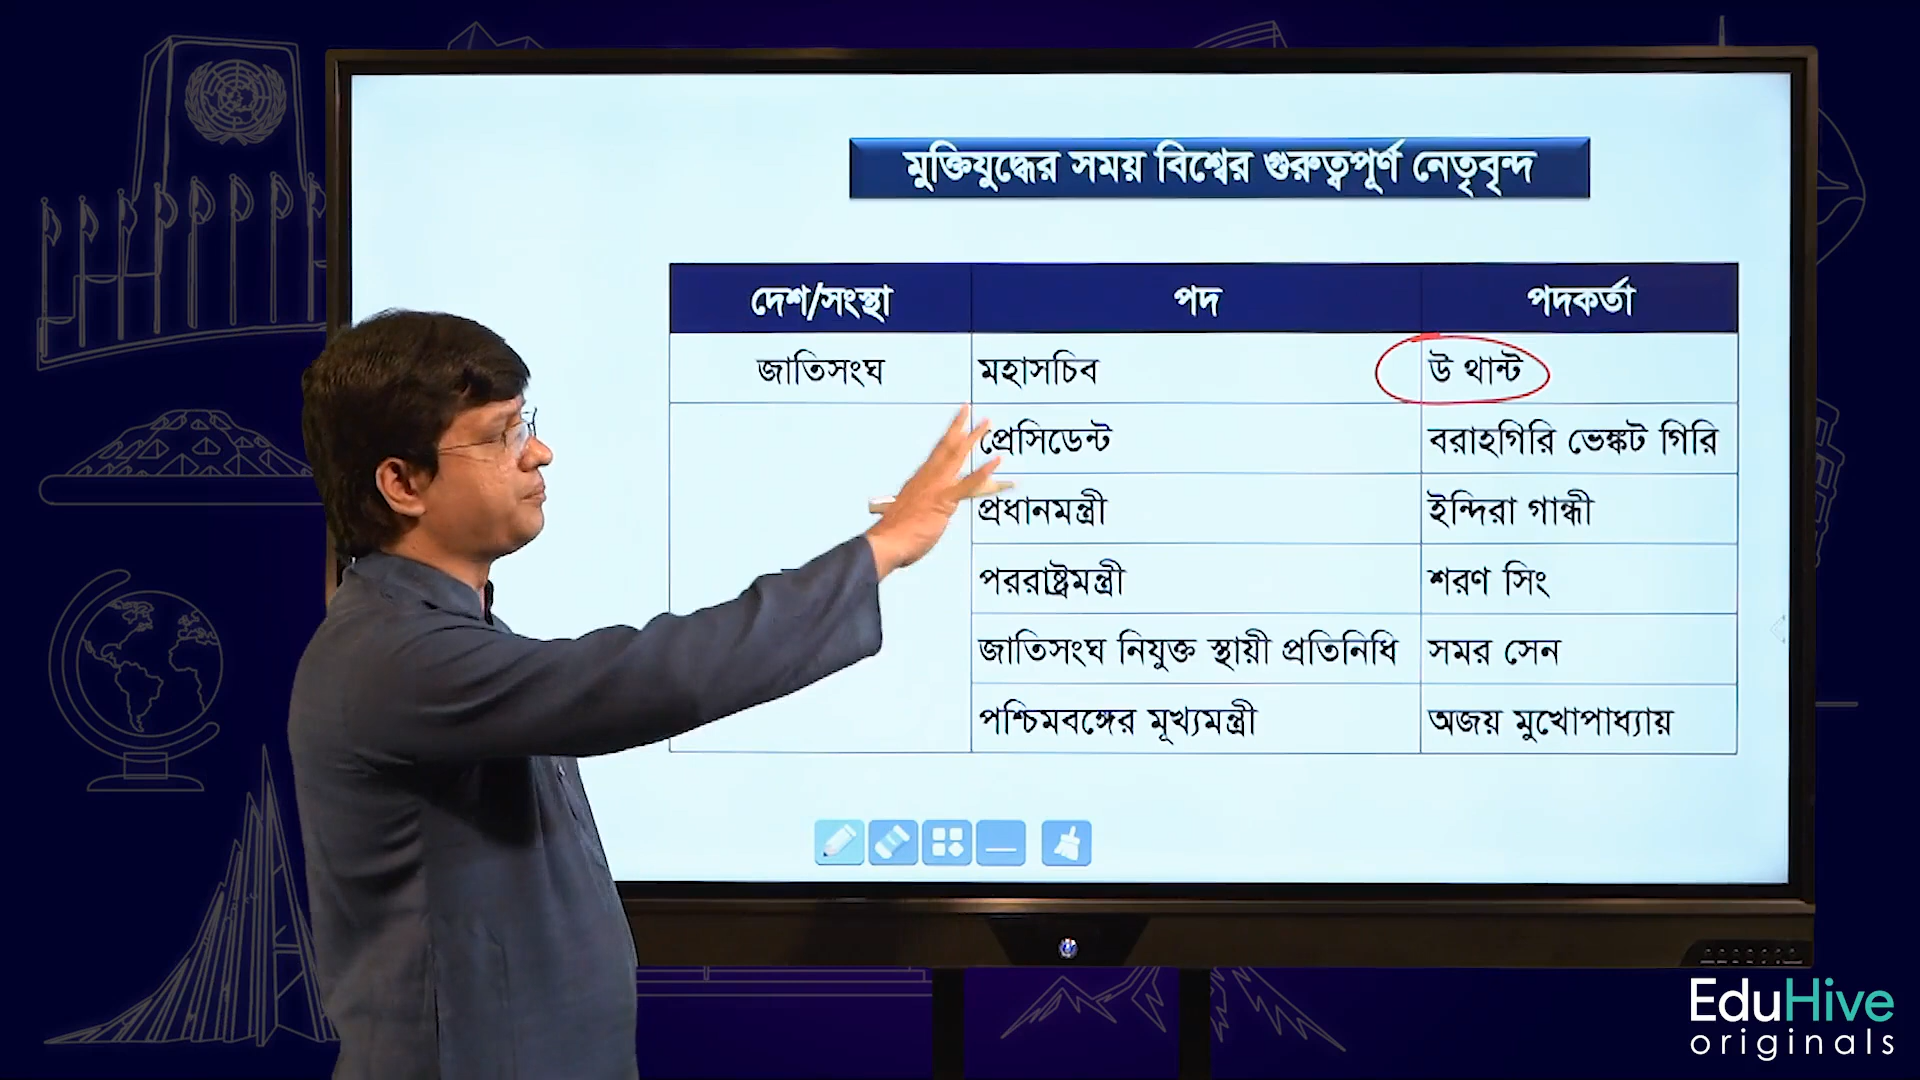 মুক্তিযুদ্ধের সময় বিশ্বের গুরুত্বপূর্ণ নেতৃবৃন্দ
দেশ/সংস্থা পদ পদকর্তা
জাতিসংঘ মহাসচিব উ থান্ট
প্রেসিডেন্ট বরাহগিরি ভেঙ্কট গিরি
প্রধানমন্ত্রী ইন্দিরা গান্ধী
পররাষ্ট্রমন্ত্রী শরণ সিং
জাতিসংঘ নিযুক্ত স্থায়ী প্রতিনিধি সমর সেন
পশ্চিমবঙ্গের মূখ্যমন্ত্রী অজয় মুখোপাধ্যায়
EduHive
originals